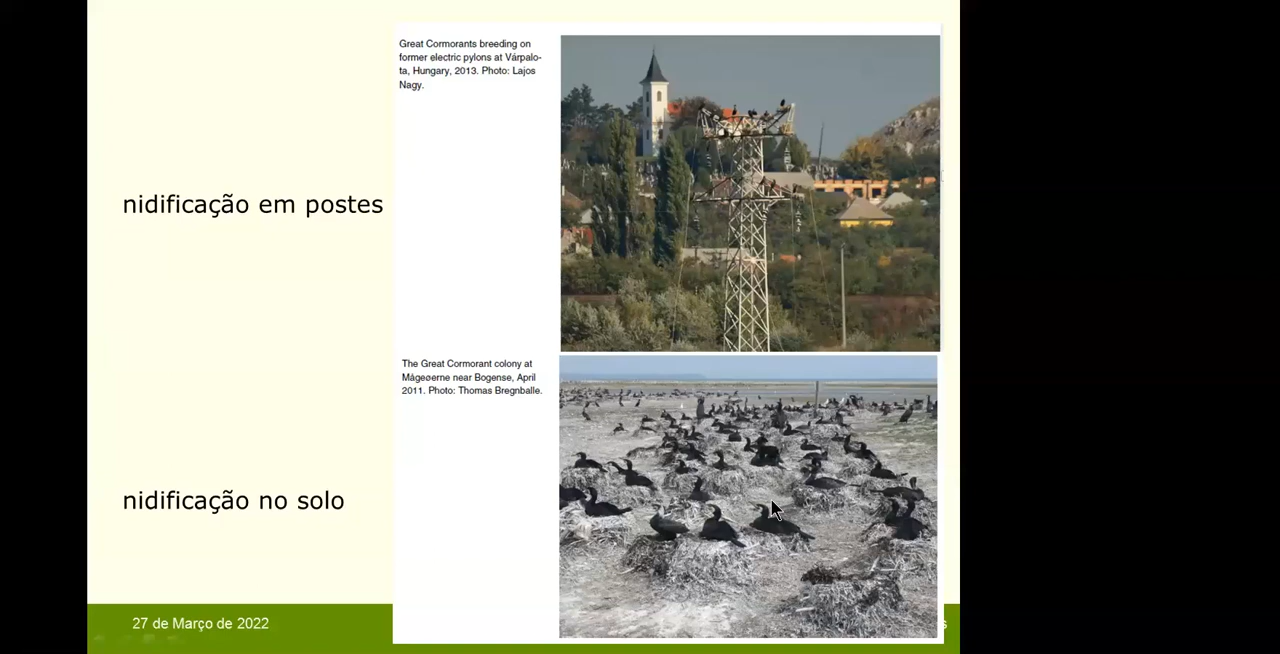 Great Cormorants breeding on
former electric pylons at Várpalo-
ta, Hungary, 2013. Photo: Lajos
Nagy.
nidificação em postes
The Great Cormorant colony at
Mågeøerne near Bogense, April
2011. Photo: Thomas Bregnballe.
nidificação no solo
27 de Março de 2022
s